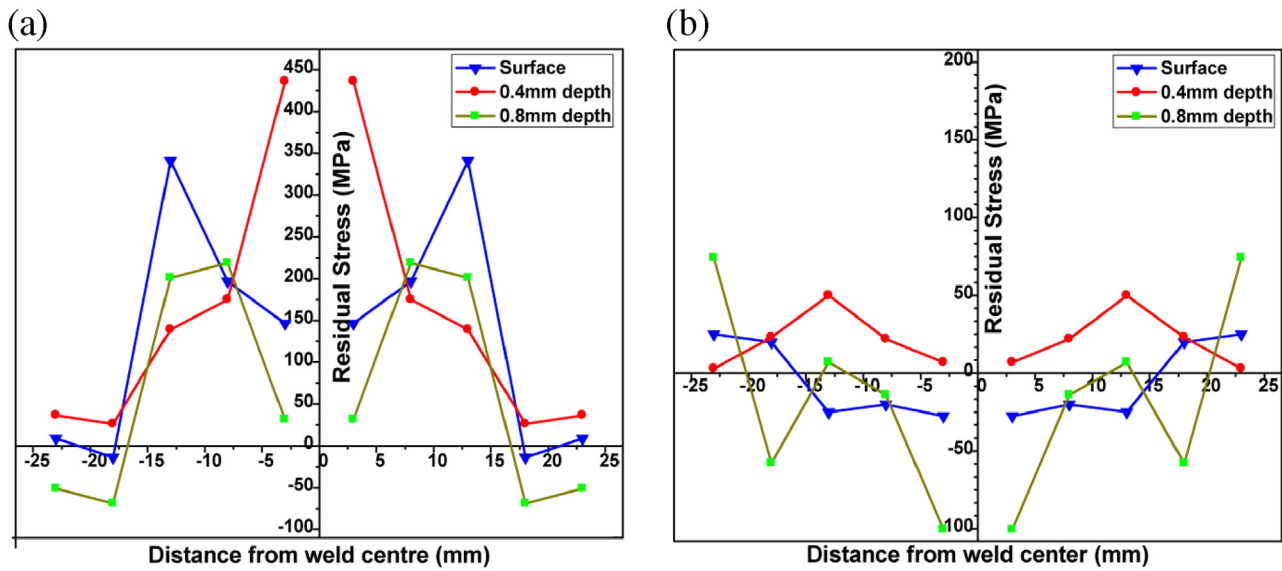 (a)
450
400
350
300
250
200
150
100
50
0
-50
-100
Residual Stress (MPa)
Surface
0.4mm depth
0.8mm depth
-25 -20 -15 -10 -5 0 5 10 15 20 25
Distance from weld centre (mm)
(b)
200
150
100
50
0
-50
-100
Residual Stress (MPa)
Surface
0.4mm depth
0.8mm depth
-25 -20 -15 -10 -5 0 5 10 15 20 25
Distance from weld center (mm)